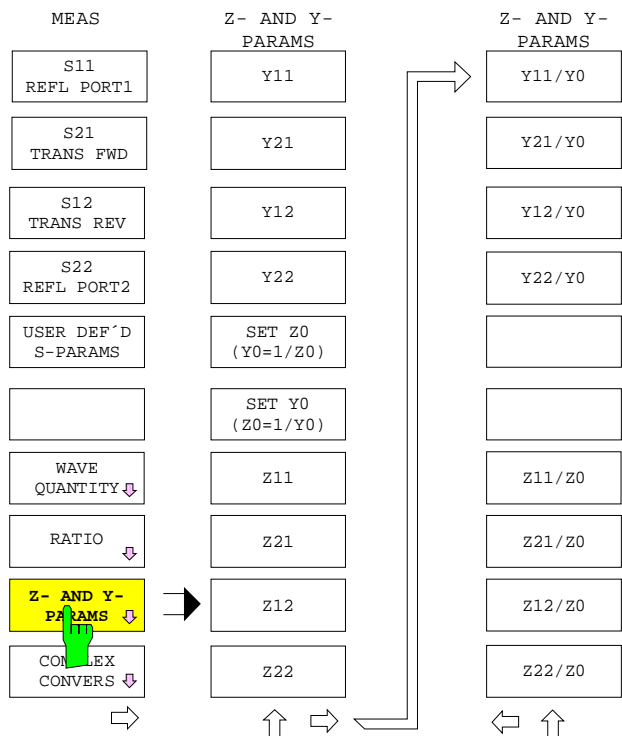 MEAS
S11
REFL PORT1
S21
TRANS FWD
S12
TRANS REV
S22
REFL PORT2
USER DEF´D
S-PARAMS
WAVE
QUANTITY
RATIO
Z- AND Y-
PARAMS
COMPLEX
CONVERS
Z- AND Y-
PARAMS
Y11
Y21
Y12
Y22
SET Z0
(Y0=1/Z0)
SET Y0
(Z0=1/Y0)
Z11
Z21
Z12
Z22
Z- AND Y-
PARAMS
Y11/Y0
Y21/Y0
Y12/Y0
Y22/Y0
Z11/Z0
Z21/Z0
Z12/Z0
Z22/Z0